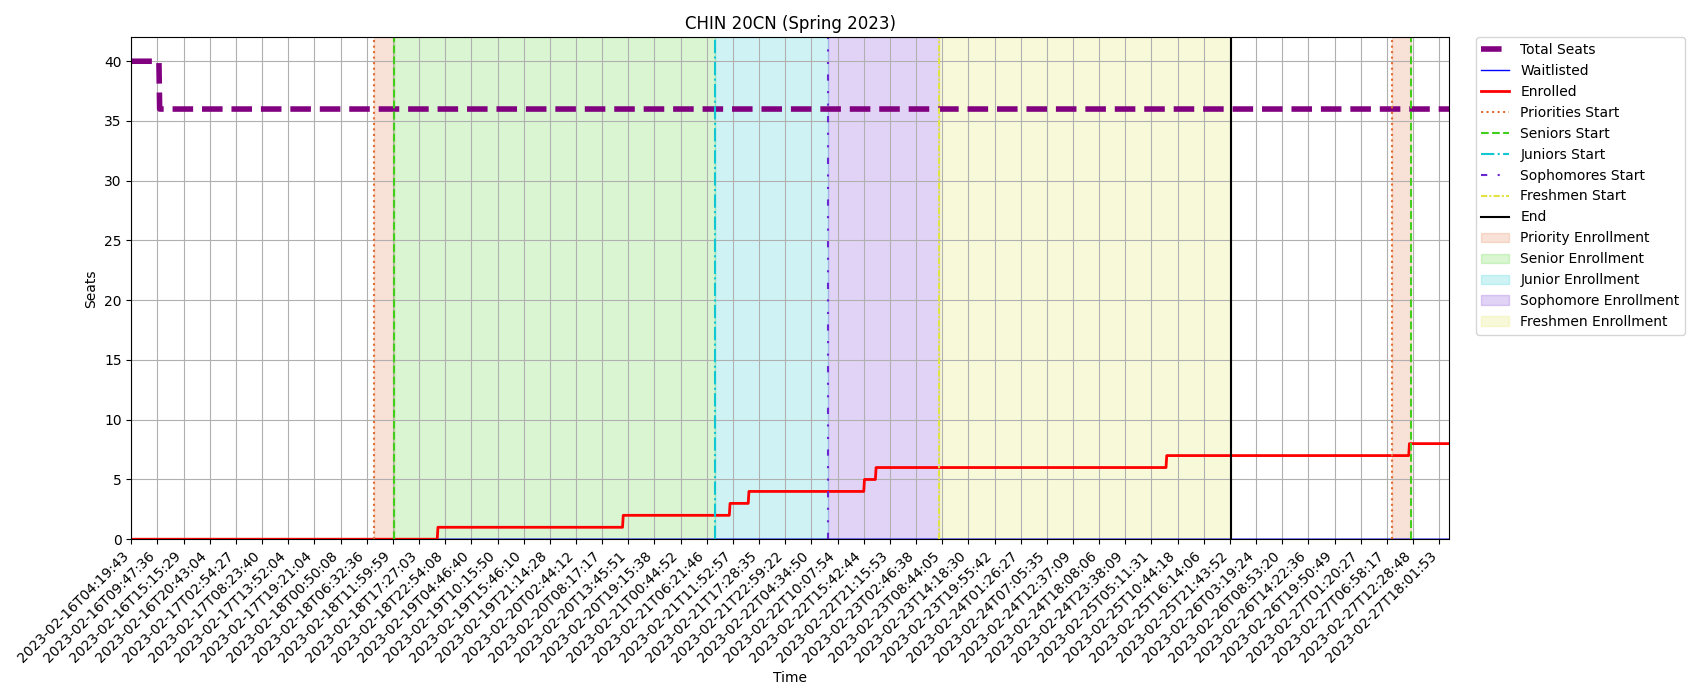 CHIN 20CN (Spring 2023)
Seats
40
35
30
25
20
15
10
5
0
2023-02-16T04:19:43
2023-02-16T09:47:36
2023-02-16T15:15:29
2023-02-16T20:43:04
2023-02-17T02:54:27
2023-02-17T08:23:40
2023-02-17T13:52:04
2023-02-17T19:21:04
2023-02-18T00:50:08
2023-02-18T06:32:36
2023-02-18T11:59:59
2023-02-18T17:27:03
2023-02-18T22:54:08
2023-02-19T04:46:40
2023-02-19T10:15:50
2023-02-19T15:46:10
2023-02-19T21:14:28
2023-02-20T02:44:12
2023-02-20T08:17:17
2023-02-20T13:45:51
2023-02-20T19:15:38
2023-02-21T00:44:52
2023-02-21T06:21:46
2023-02-21T11:52:57
2023-02-21T17:28:35
2023-02-21T22:59:22
2023-02-22T04:34:50
2023-02-22T10:07:54
2023-02-22T15:42:44
2023-02-22T21:15:53
2023-02-23T02:46:38
2023-02-23T08:44:05
2023-02-23T14:18:30
2023-02-23T19:55:42
2023-02-24T01:26:27
2023-02-24T07:05:35
2023-02-24T12:37:09
2023-02-24T18:08:06
2023-02-24T23:38:09
2023-02-25T05:11:31
2023-02-25T10:44:18
2023-02-25T16:14:06
2023-02-25T21:43:52
2023-02-26T03:19:24
2023-02-26T08:53:20
2023-02-26T14:22:36
2023-02-26T19:50:49
2023-02-27T01:20:27
2023-02-27T06:58:17
2023-02-27T12:28:48
2023-02-27T18:01:53
Time
Total Seats
Waitlisted
Enrolled
Priorities Start
Seniors Start
Juniors Start
Sophomores Start
Freshmen Start
End
Priority Enrollment
Senior Enrollment
Junior Enrollment
Sophomore Enrollment
Freshmen Enrollment